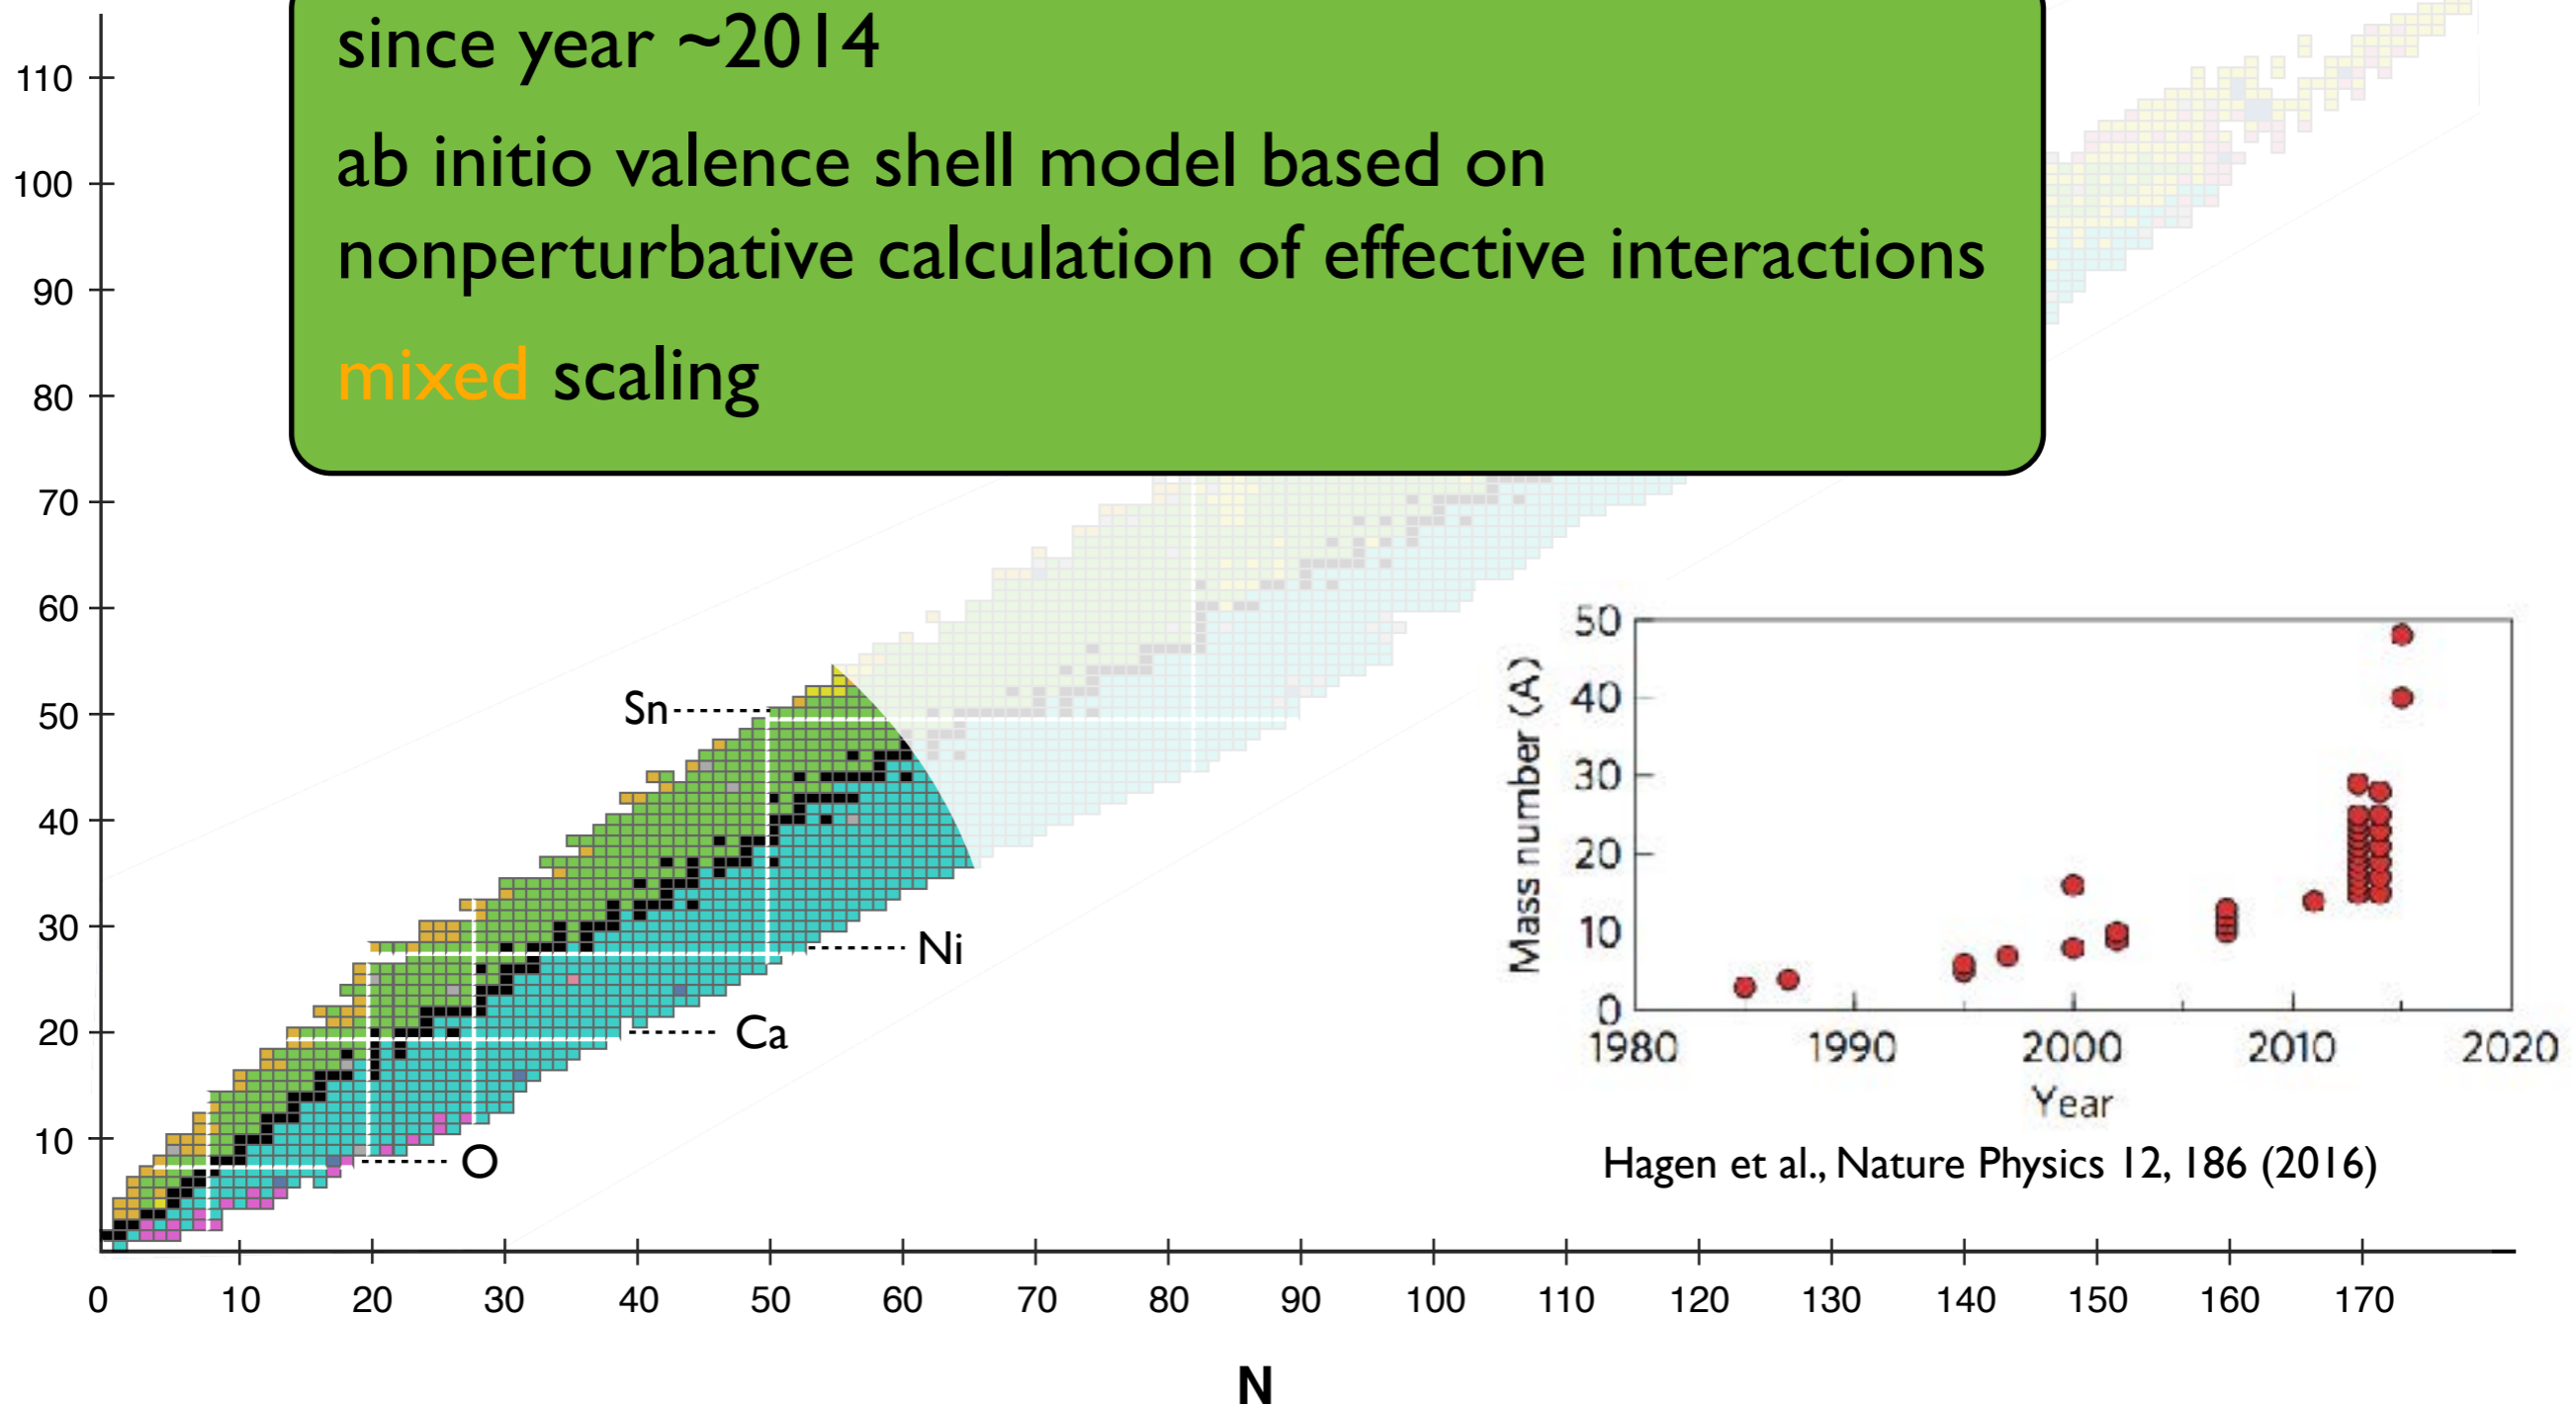 since year ~2014
ab initio valence shell model based on
nonperturbative calculation of effective interactions
mixed scaling
110
100
90
80
70
60
50
40
30
20
10
Sn
Ni
Ca
O
50
40
30
20
10
0
Mass number (A)
1980 1990 2000 2010 2020
Year
Hagen et al., Nature Physics 12, 186 (2016)
0 10 20 30 40 50 60 70 80 90 100 110 120 130 140 150 160 170
N